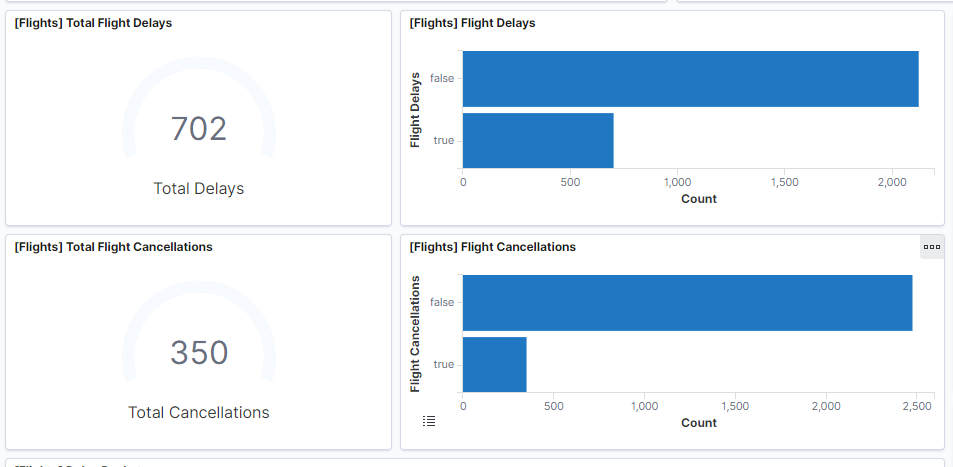 [Flights] Total Flight Delays
702
Total Delays
[Flights] Flight Delays
Flight Delays
false
true
0 500 1,000 1,500 2,000
Count
[Flights] Total Flight Cancellations
350
Total Cancellations
[Flights] Flight Cancellations
Flight Cancellations
false
true
0 500 1,000 1,500 2,000 2,500
Count